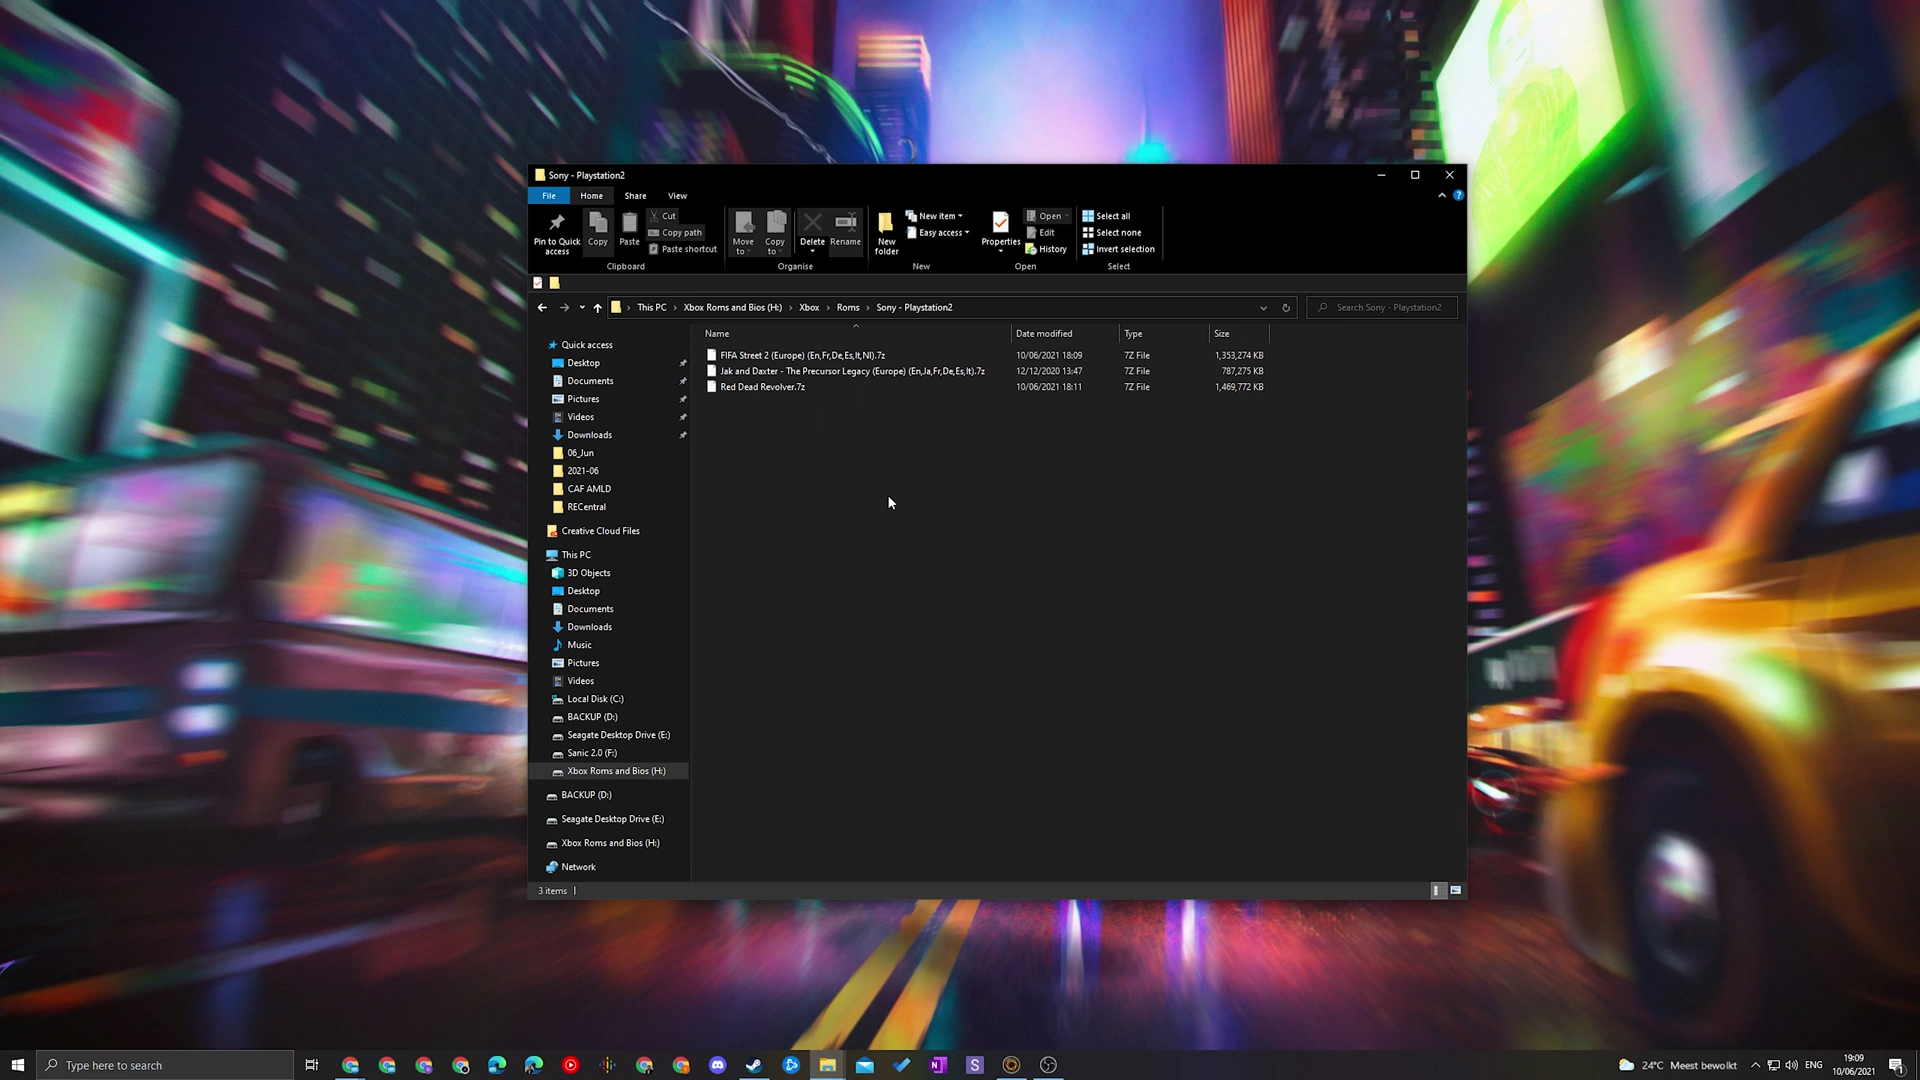 Sony - Playstation2
File Home Share View
Pin to Quick access
Copy
Paste
Cut
Copy path
Paste shortcut
Clipboard
Move to
Copy to
Delete
Rename
Organise
New folder
New item
Easy access
New
Properties
Open
Edit
History
Open
Select all
Select none
Invert selection
Select
This PC > Xbox Roms and Bios (H:) > Xbox > Roms > Sony - Playstation2
Search Sony - Playstation2
Name Date modified Type Size
FIFA Street 2 (Europe) (En,Fr,De,Es,It,Nl).7z 10/06/2021 18:09 7Z File 1,353,274 KB
Jak and Daxter - The Precursor Legacy (Europe) (En,Ja,Fr,De,Es,It).7z 12/12/2020 13:47 7Z File 787,275 KB
Red Dead Revolver.7z 10/06/2021 18:11 7Z File 1,469,772 KB
Quick access
Desktop
Documents
Pictures
Videos
Downloads
06_Jun
2021-06
CAF AMLD
RECentral
Creative Cloud Files
This PC
3D Objects
Desktop
Documents
Downloads
Music
Pictures
Videos
Local Disk (C:)
BACKUP (D:)
Seagate Desktop Drive (E:)
Sanic 2.0 (F:)
Xbox Roms and Bios (H:)
BACKUP (D:)
Seagate Desktop Drive (E:)
Xbox Roms and Bios (H:)
Network
3 items
Type here to search
24°C Meest bewolkt
ENG
19:09
10/06/2021